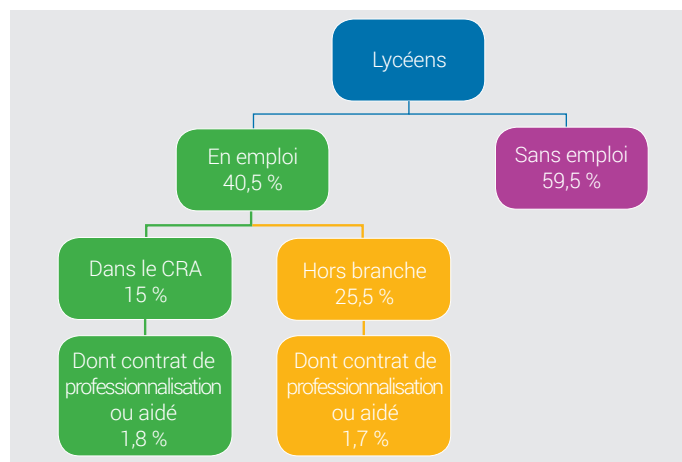 Lycéens
En emploi
40,5 %
Sans emploi
59,5 %
Dans le CRA
15 %
Hors branche
25,5 %
Dont contrat de
professionnalisation
ou aidé
1,8 %
Dont contrat de
professionnalisation
ou aidé
1,7 %